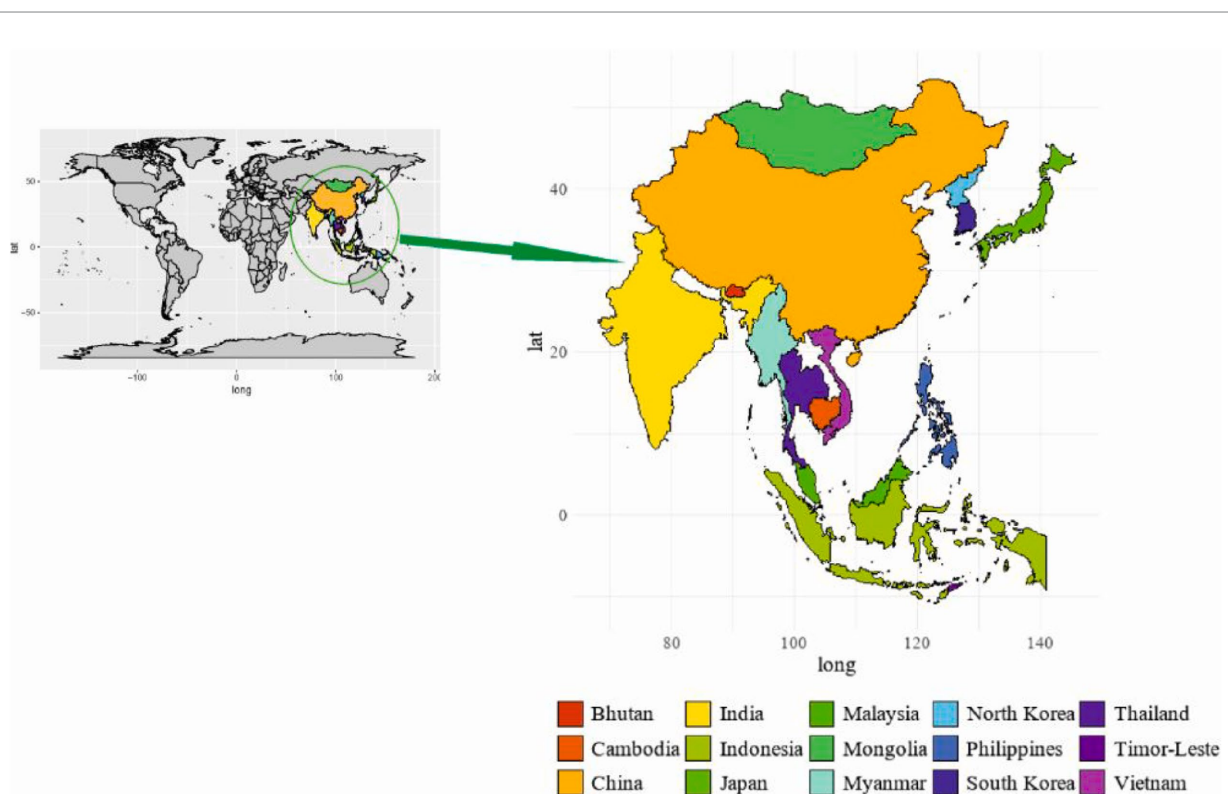 50
0
−50
lat
−100
0
100
200
long
40
20
0
lat
80
100
120
140
long
Bhutan
India
Malaysia
North Korea
Thailand
Cambodia
Indonesia
Mongolia
Philippines
Timor-Leste
China
Japan
Myanmar
South Korea
Vietnam